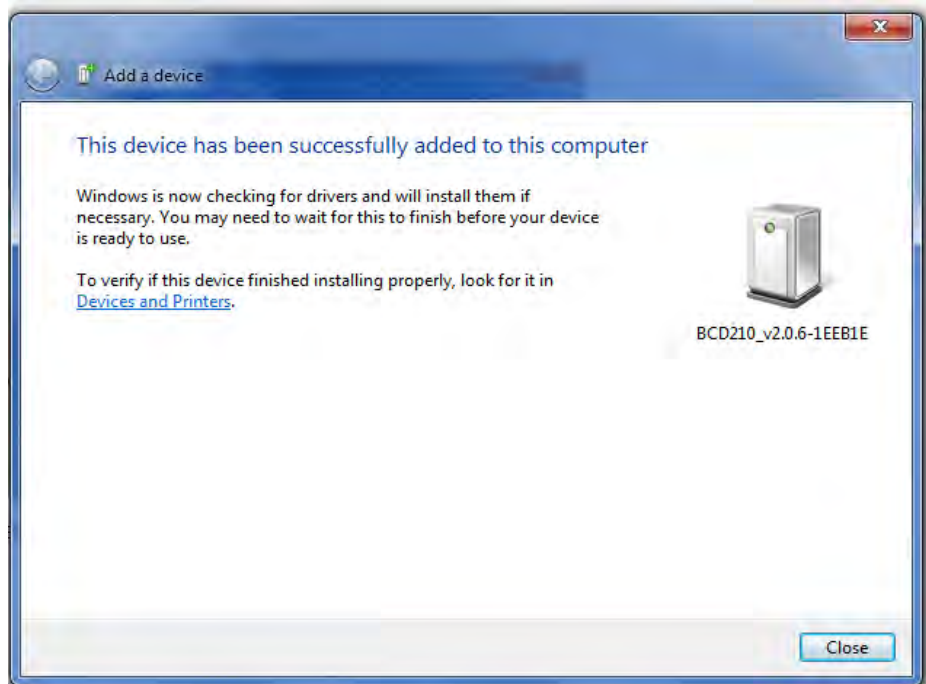 Add a device
This device has been successfully added to this computer
Windows is now checking for drivers and will install them if
necessary. You may need to wait for this to finish before your device
is ready to use.
To verify if this device finished installing properly, look for it in
Devices and Printers.
BCD210_v2.0.6-1EEB1E
Close